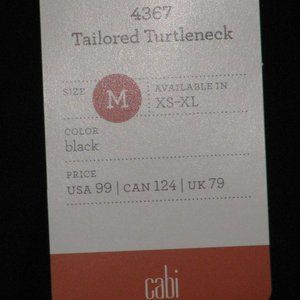 4367
Tailored Turtleneck
SIZE
M
AVAILABLE IN
XS-XL
COLOR
black
PRICE
USA 99 | CAN 124 | UK 79
cabi